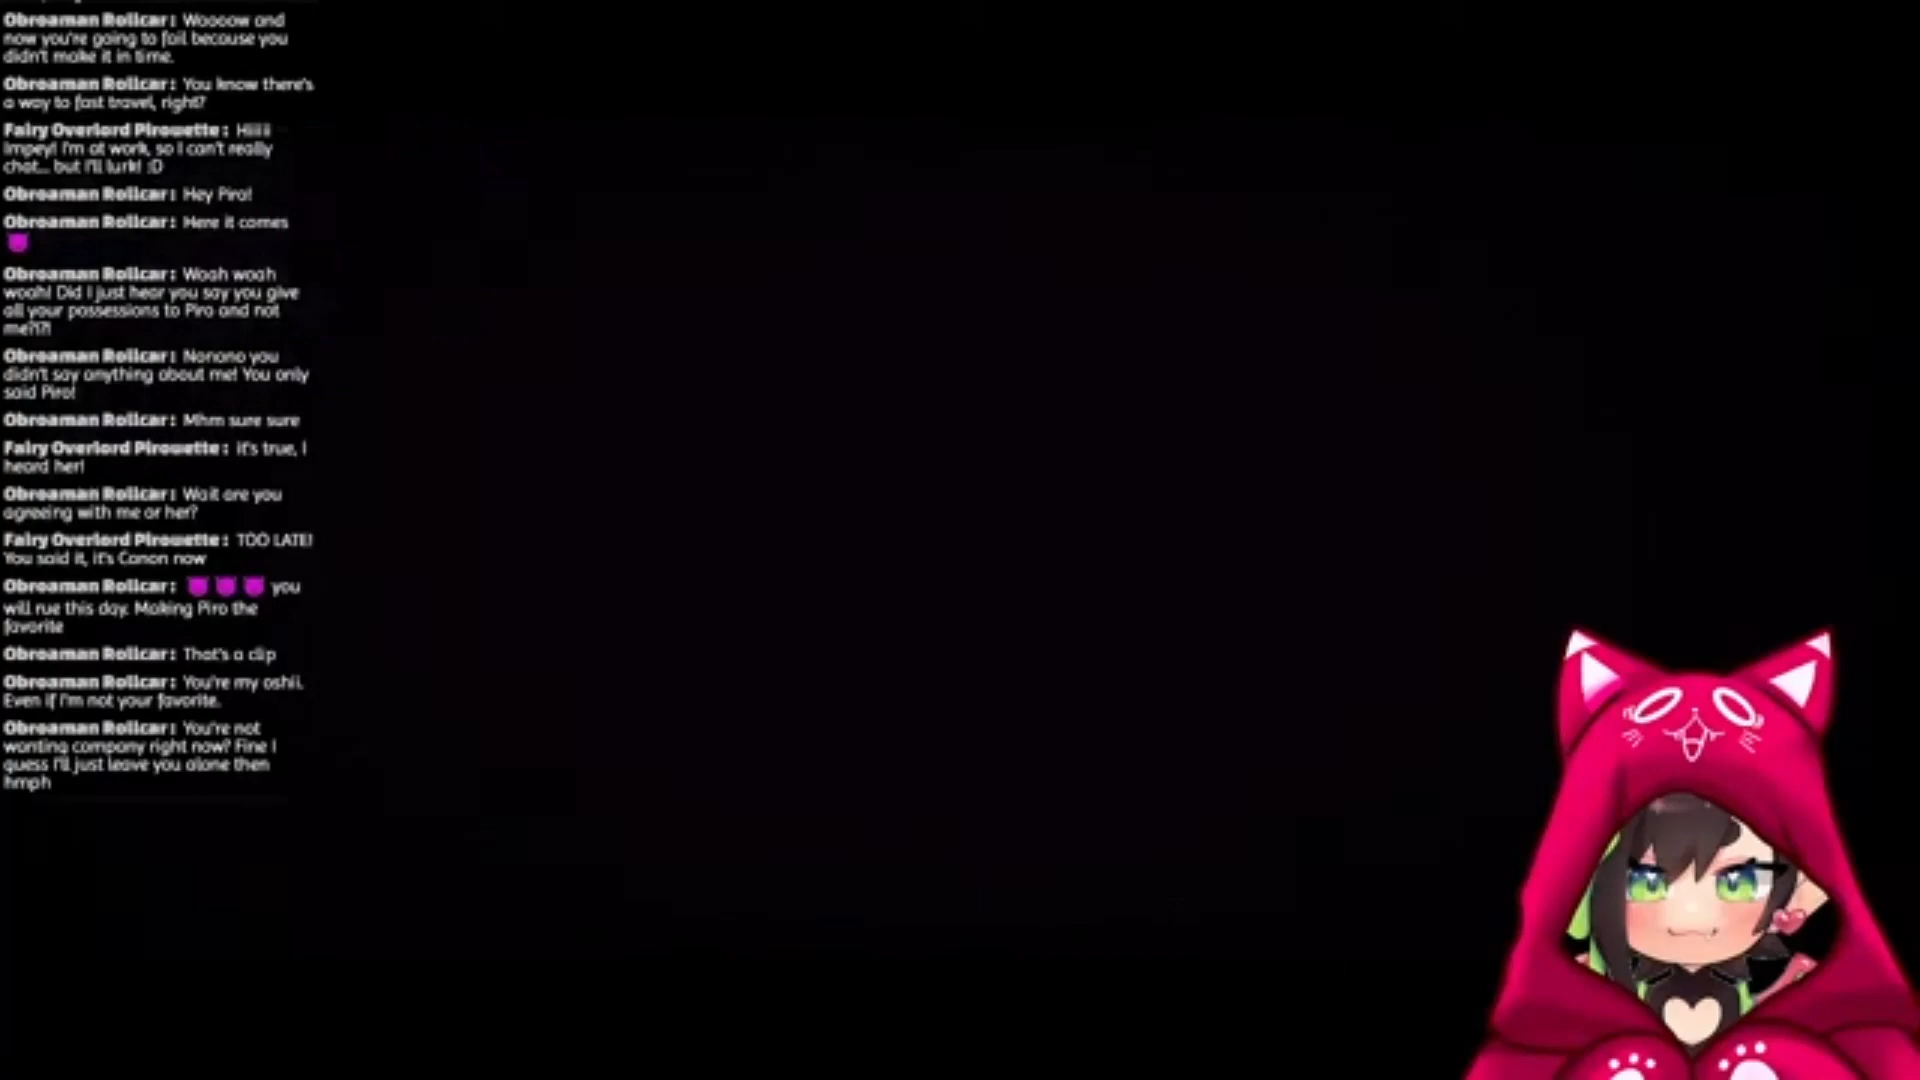 Obroaman Rollcar: Woooow and
now you're going to fail because you
didn't make it in time.
Obroaman Rollcar: You know there's
a way to fast travel, right?
Fairy Overlord Pirouette: Hiiiii
Impey! I'm at work, so I can't really
chat... but I'll lurk! :D
Obroaman Rollcar: Hey Piro!
Obroaman Rollcar: Here it comes
Obroaman Rollcar: Woah woah
woah! Did I just hear you say you give
all your possessions to Piro and not
me?!?!
Obroaman Rollcar: Nonono you
didn't say anything about me! You only
said Piro!
Obroaman Rollcar: Mhm sure sure
Fairy Overlord Pirouette: it's true, I
heard her!
Obroaman Rollcar: Wait are you
agreeing with me or her?
Fairy Overlord Pirouette: TOO LATE!
You said it, it's Canon now
Obroaman Rollcar: you
will rue this day. Making Piro the
favorite
Obroaman Rollcar: That's a clip
Obroaman Rollcar: You're my oshii.
Even if I'm not your favorite.
Obroaman Rollcar: You're not
wanting company right now? Fine I
guess I'll just leave you alone then
hmph